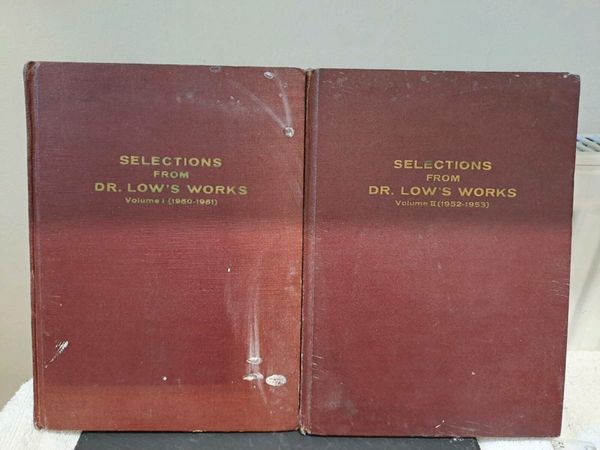 SELECTIONS
FROM
DR. LOW'S WORKS
Volume I (1950-1951)
SELECTIONS
FROM
DR. LOW'S WORKS
Volume II (1952-1953)